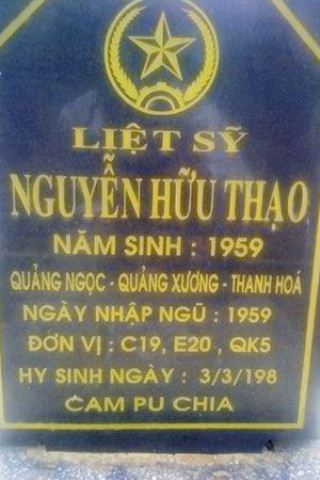 LIỆT SỸ
NGUYỄN HỮU THẠO
NĂM SINH : 1959
QUẢNG NGỌC - QUẢNG XƯƠNG - THANH HOÁ
NGÀY NHẬP NGŨ : 1959
ĐƠN VỊ : C19, E20 , QK5
HY SINH NGÀY : 3/3/198
CAM PU CHIA